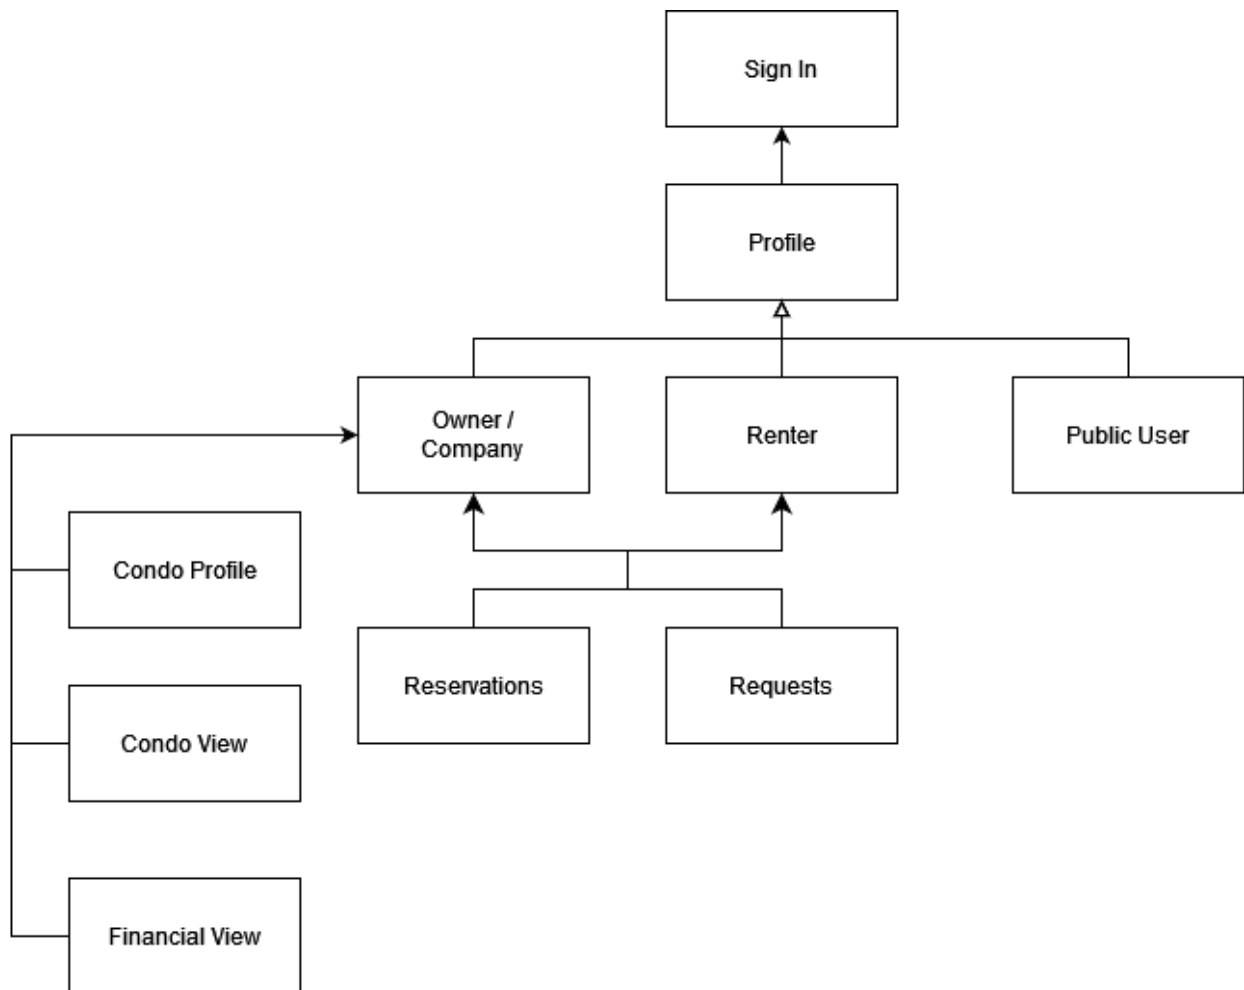 Sign In
Profile
Owner /
Company
Renter
Public User
Condo Profile
Reservations
Requests
Condo View
Financial View